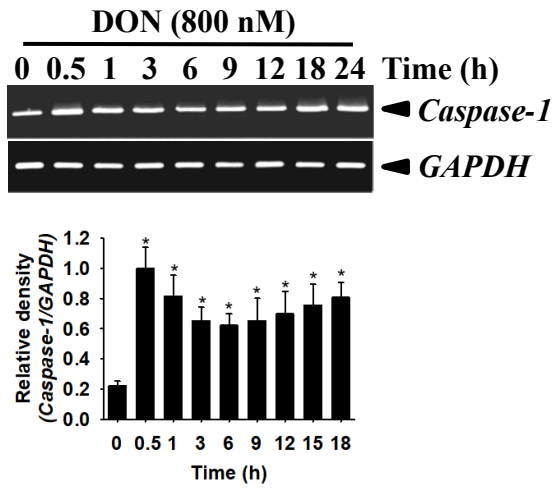 DON (800 nM)
0 0.5 1 3 6 9 12 18 24 Time (h)
Caspase-1
GAPDH
Relative density
(Caspase-1/GAPDH)
1.2
1.0
0.8
0.6
0.4
0.2
0.0
* * * * * * * *
0 0.5 1 3 6 9 12 15 18
Time (h)